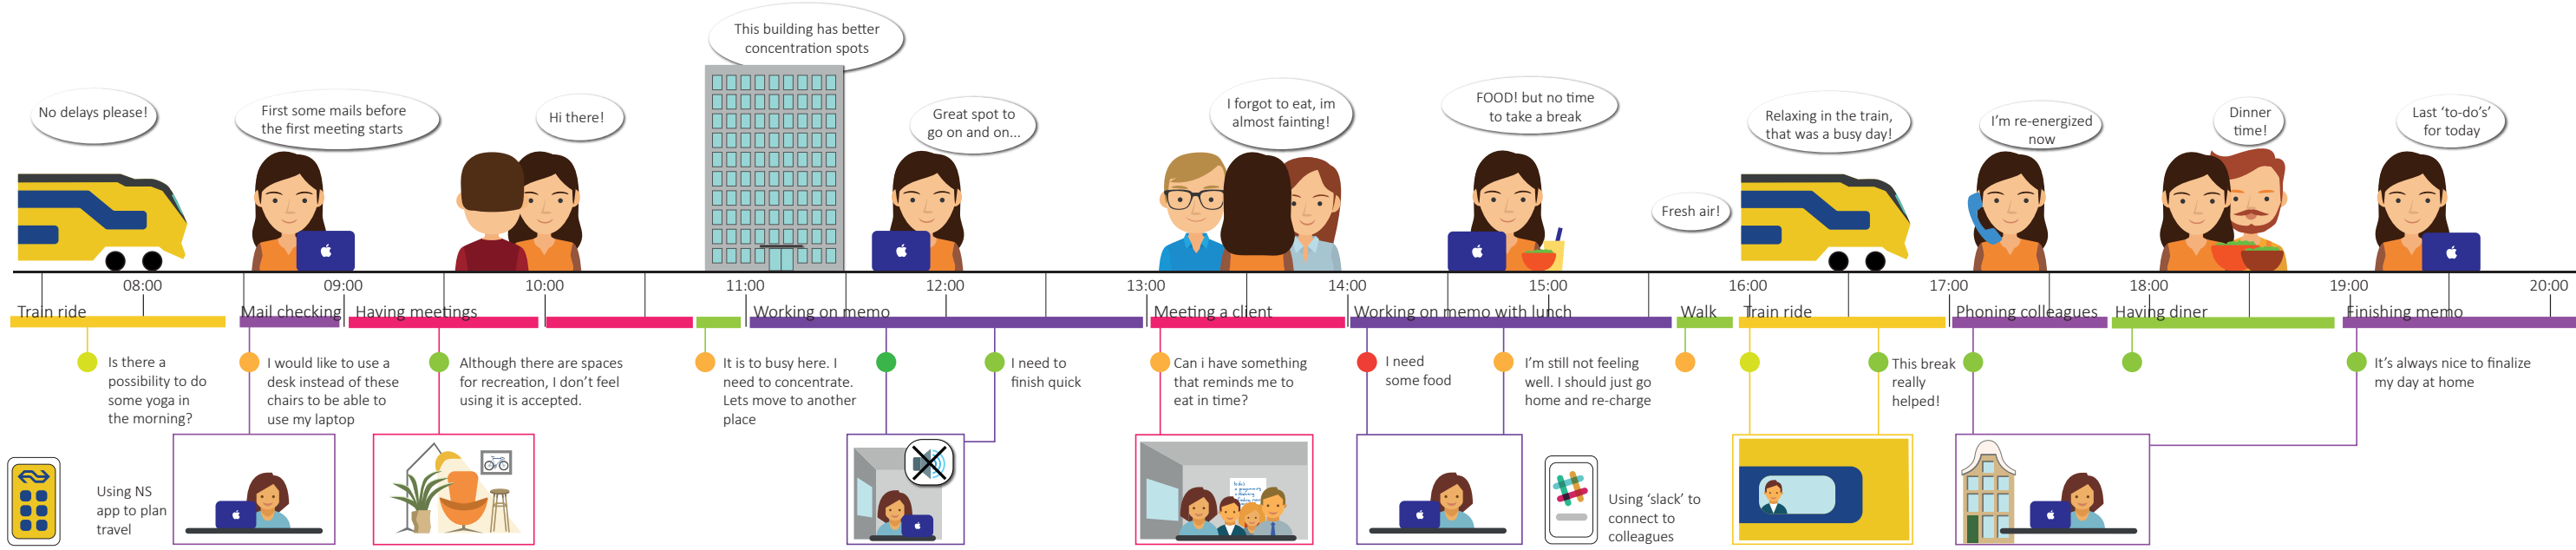 This building has better
concentration spots
No delays please!
First some mails before
the first meeting starts
Hi there!
Great spot to
go on and on...
I forgot to eat, im
almost fainting!
FOOD! but no time
to take a break
Fresh air!
Relaxing in the train,
that was a busy day!
I'm re-energized
now
Dinner
time!
Last 'to-do's'
for today
08:00
09:00
10:00
11:00
12:00
13:00
14:00
15:00
16:00
17:00
18:00
19:00
20:00
Train ride
Mail checking
Having meetings
Working on memo
Meeting a client
Working on memo with lunch
Walk
Train ride
Phoning colleagues
Having diner
Finishing memo
Is there a
possibility to do
some yoga in
the morning?
I would like to use a
desk instead of these
chairs to be able to
use my laptop
Although there are spaces
for recreation, I don't feel
using it is accepted.
It is to busy here. I
need to concentrate.
Lets move to another
place
I need to
finish quick
Can i have something
that reminds me to
eat in time?
I need
some food
I'm still not feeling
well. I should just go
home and re-charge
This break
really
helped!
It's always nice to finalize
my day at home
Using NS
app to plan
travel
Using 'slack' to
connect to
colleagues